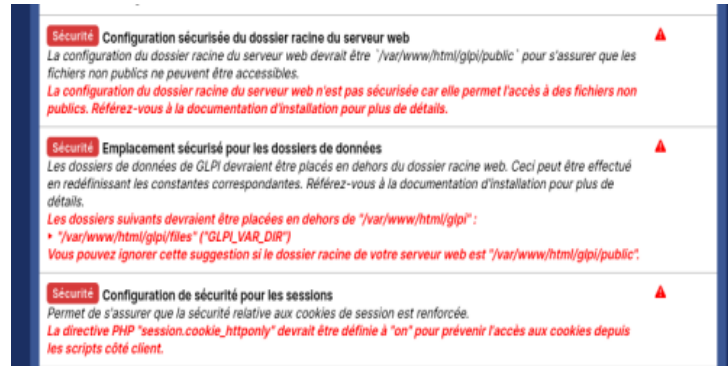 Sécurité Configuration sécurisée du dossier racine du serveur web
La configuration du dossier racine du serveur web devrait être `/var/www/html/glpi/public` pour s'assurer que les
fichiers non publics ne peuvent être accessibles.
La configuration du dossier racine du serveur web n'est pas sécurisée car elle permet l'accès à des fichiers non
publics. Référez-vous à la documentation d'installation pour plus de détails.
Sécurité Emplacement sécurisé pour les dossiers de données
Les dossiers de données de GLPI devraient être placés en dehors du dossier racine web. Ceci peut être effectué
en redéfinissant les constantes correspondantes. Référez-vous à la documentation d'installation pour plus de
détails.
Les dossiers suivants devraient être placées en dehors de "/var/www/html/glpi" :
‣ "/var/www/html/glpi/files" ("GLPI_VAR_DIR")
Vous pouvez ignorer cette suggestion si le dossier racine de votre serveur web est "/var/www/html/glpi/public".
Sécurité Configuration de sécurité pour les sessions
Permet de s'assurer que la sécurité relative aux cookies de session est renforcée.
La directive PHP "session.cookie_httponly" devrait être définie à "on" pour prévenir l'accès aux cookies depuis
les scripts côté client.